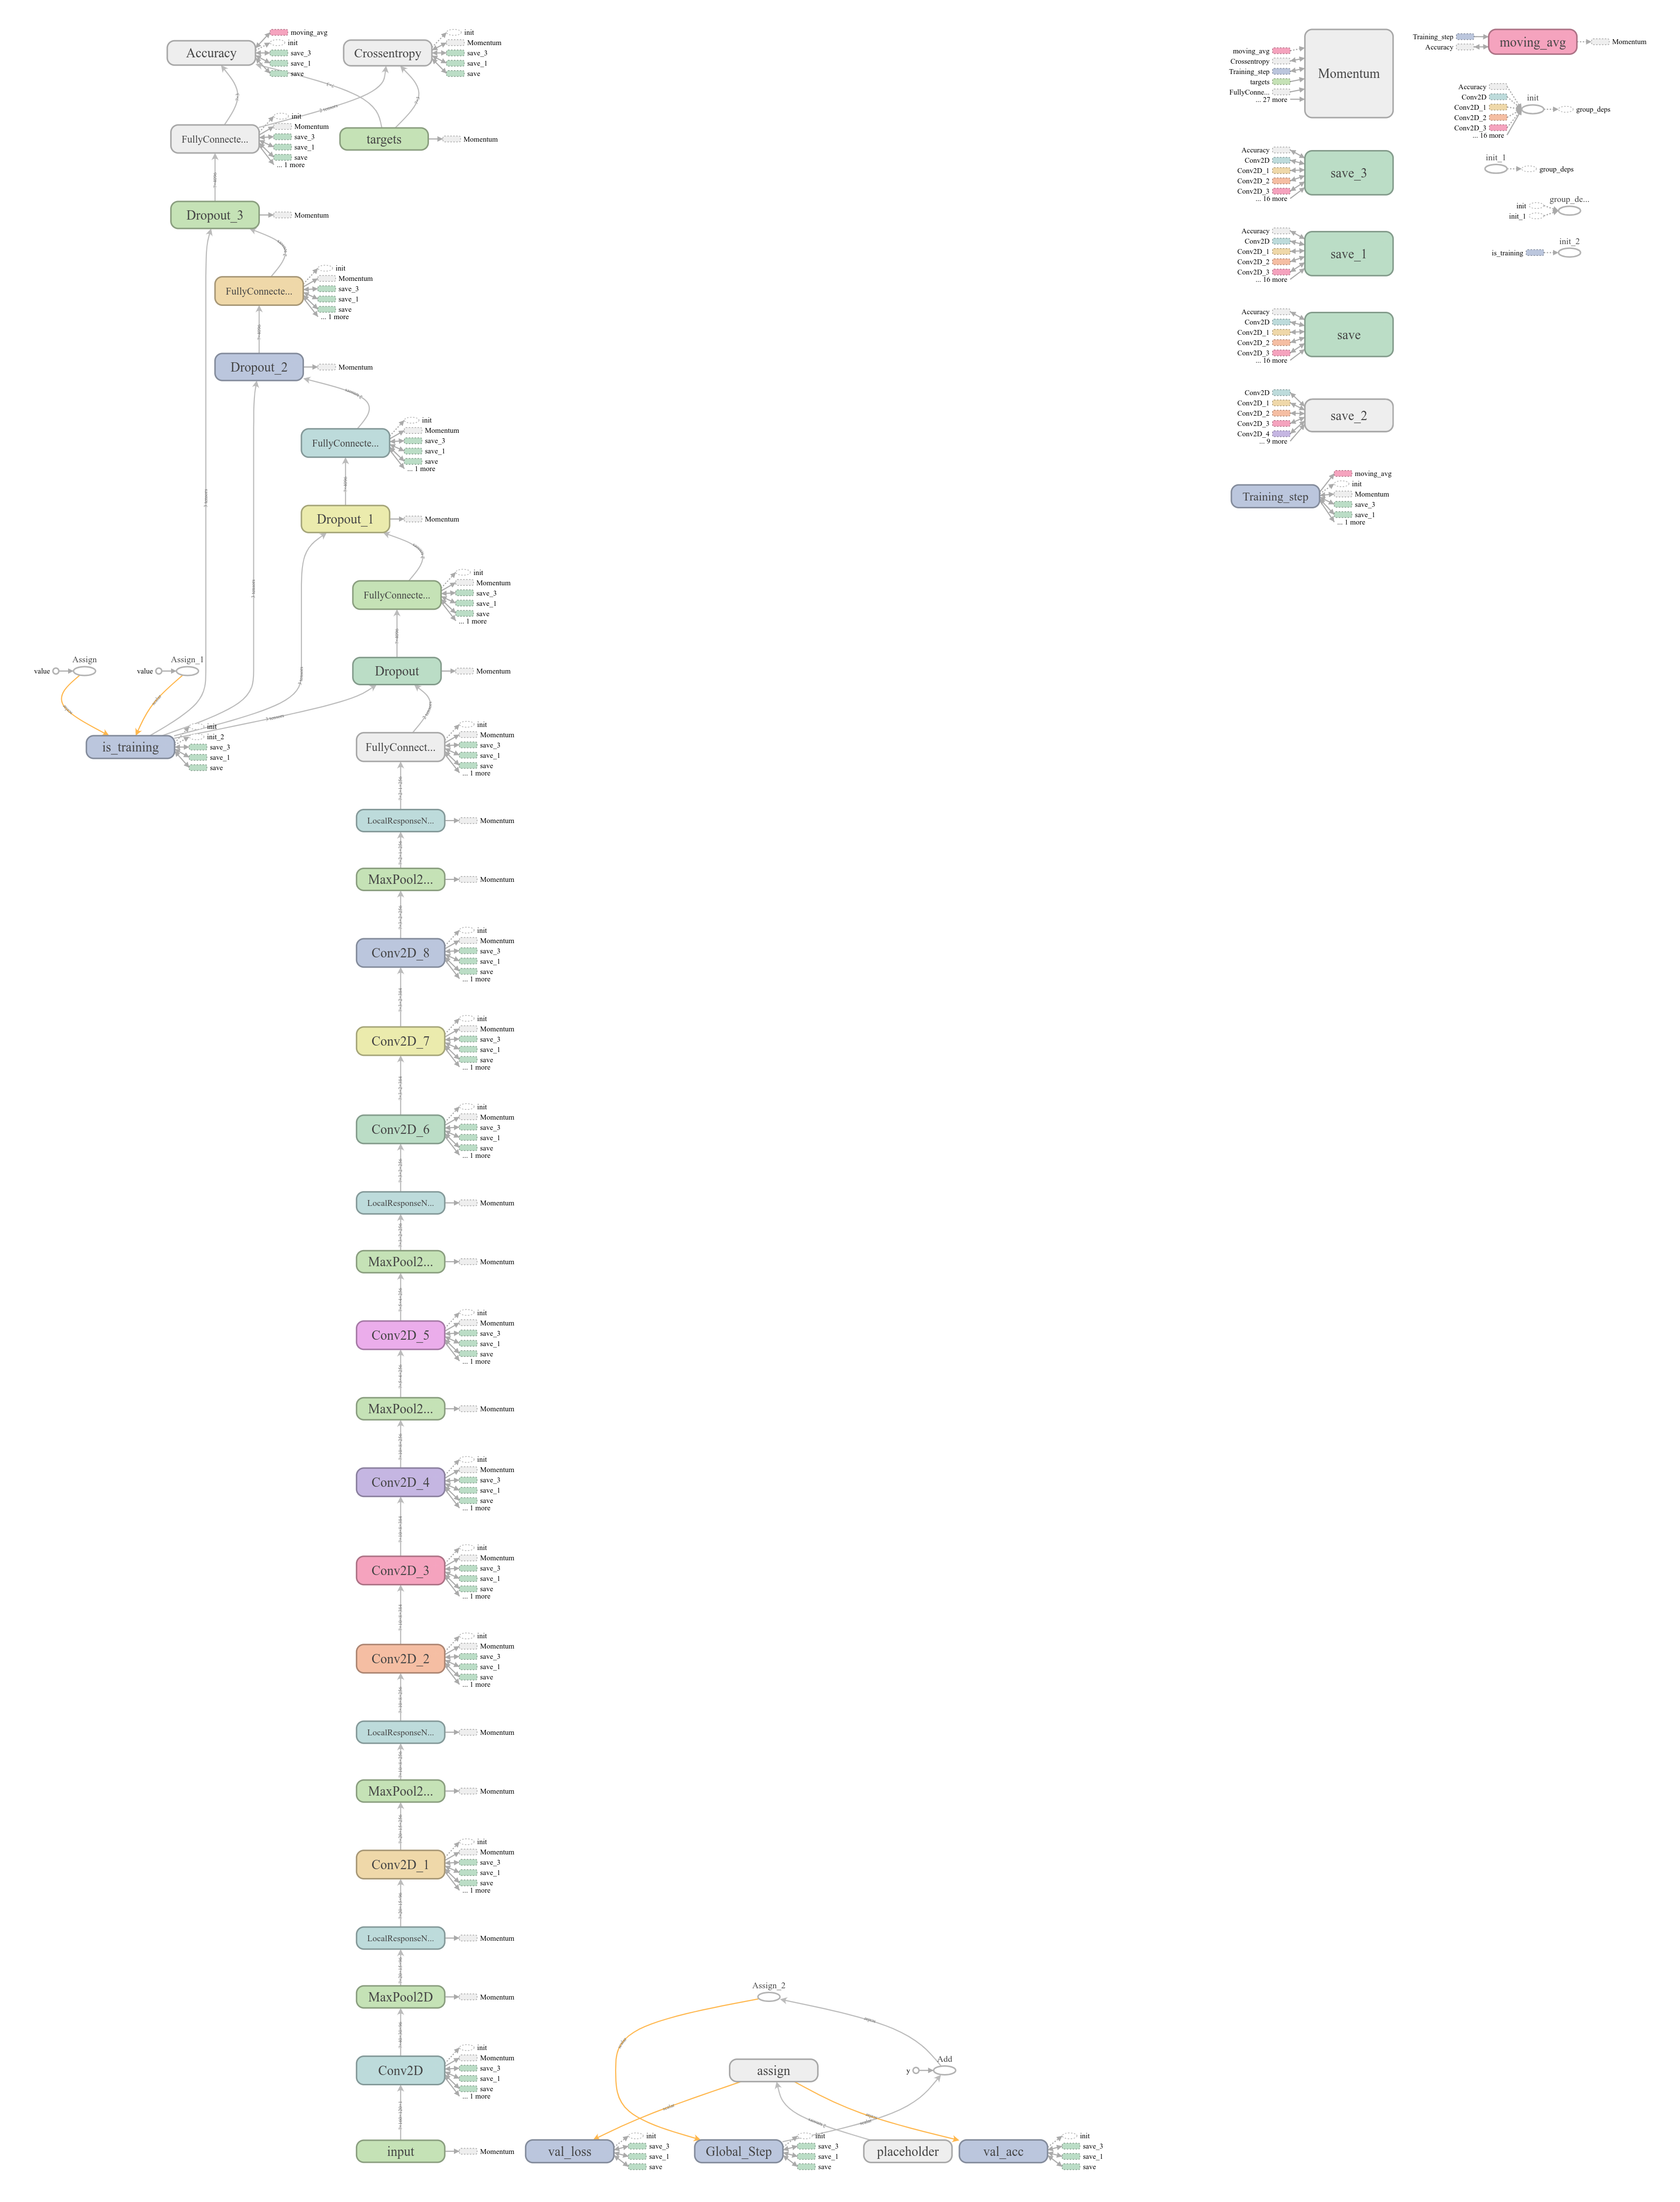 Accuracy
moving_avg
init
save_3
save_1
save
Crossentropy
init
Momentum
save_3
save_1
save
FullyConnecte...
init
Momentum
save_3
save_1
save
... 1 more
targets
Momentum
Dropout_3
Momentum
FullyConnecte...
init
Momentum
save_3
save_1
save
... 1 more
Dropout_2
Momentum
FullyConnecte...
init
Momentum
save_3
save_1
save
... 1 more
Dropout_1
Momentum
FullyConnecte...
init
Momentum
save_3
save_1
save
... 1 more
Dropout
Momentum
Assign
value
Assign_1
value
is_training
init
init_2
save_3
save_1
save
FullyConnect...
init
Momentum
save_3
save_1
save
... 1 more
LocalResponseN...
Momentum
MaxPool2...
Momentum
Conv2D_8
init
Momentum
save_3
save_1
save
... 1 more
Conv2D_7
init
Momentum
save_3
save_1
save
... 1 more
Conv2D_6
init
Momentum
save_3
save_1
save
... 1 more
LocalResponseN...
Momentum
MaxPool2...
Momentum
Conv2D_5
init
Momentum
save_3
save_1
save
... 1 more
MaxPool2...
Momentum
Conv2D_4
init
Momentum
save_3
save_1
save
... 1 more
Conv2D_3
init
Momentum
save_3
save_1
save
... 1 more
Conv2D_2
init
Momentum
save_3
save_1
save
... 1 more
LocalResponseN...
Momentum
MaxPool2...
Momentum
Conv2D_1
init
Momentum
save_3
save_1
save
... 1 more
LocalResponseN...
Momentum
MaxPool2D
Momentum
Conv2D
init
Momentum
save_3
save_1
save
... 1 more
input
Momentum
Assign_2
assign
Add
y
val_loss
init
save_3
save_1
save
Global_Step
init
save_3
save_1
save
placeholder
val_acc
init
save_3
save_1
save
moving_avg
Crossentropy
Training_step
targets
FullyConne...
... 27 more
Momentum
Training_step
Accuracy
moving_avg
Momentum
Accuracy
Conv2D
Conv2D_1
Conv2D_2
Conv2D_3
... 16 more
init
group_deps
Accuracy
Conv2D
Conv2D_1
Conv2D_2
Conv2D_3
... 16 more
save_3
init_1
group_deps
group_de...
init
init_1
Accuracy
Conv2D
Conv2D_1
Conv2D_2
Conv2D_3
... 16 more
save_1
init_2
is_training
Accuracy
Conv2D
Conv2D_1
Conv2D_2
Conv2D_3
... 16 more
save
Conv2D
Conv2D_1
Conv2D_2
Conv2D_3
Conv2D_4
... 9 more
save_2
Training_step
moving_avg
init
Momentum
save_3
save_1
... 1 more